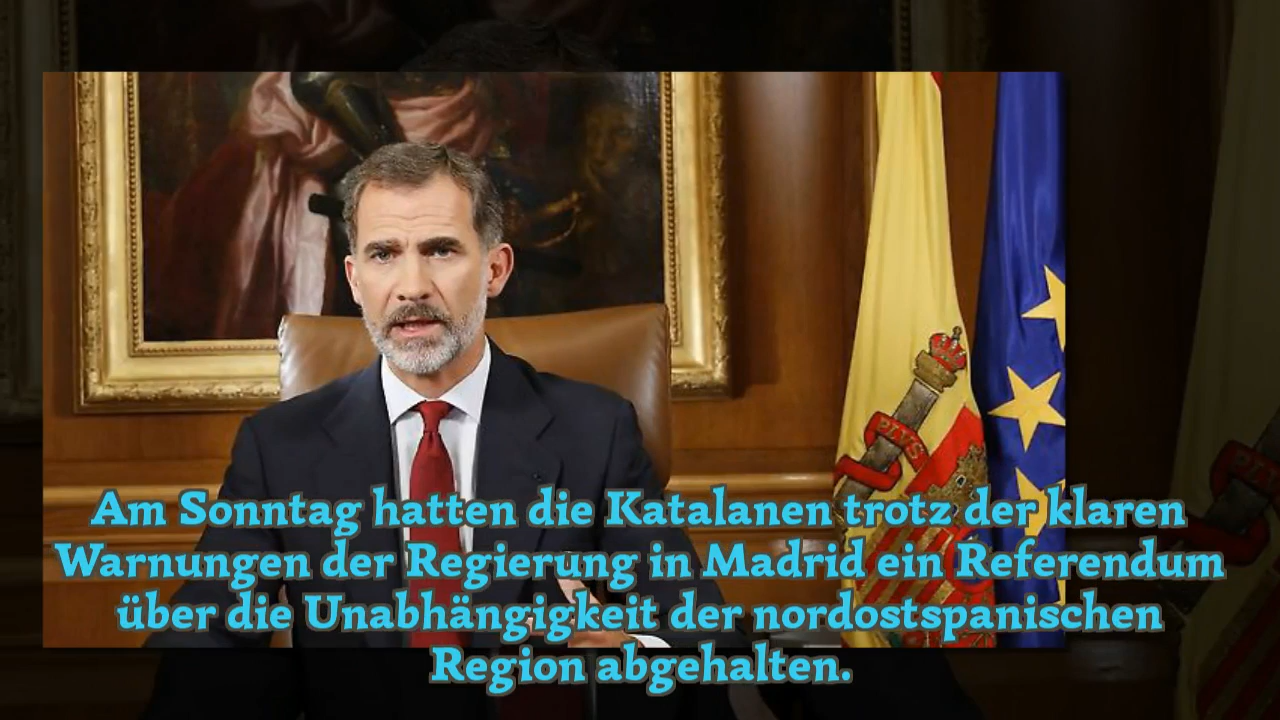 PLVS
Am Sonntag hatten die Katalanen trotz der klaren
Warnungen der Regierung in Madrid ein Referendum
über die Unabhängigkeit der nordostspanischen
Region abgehalten.